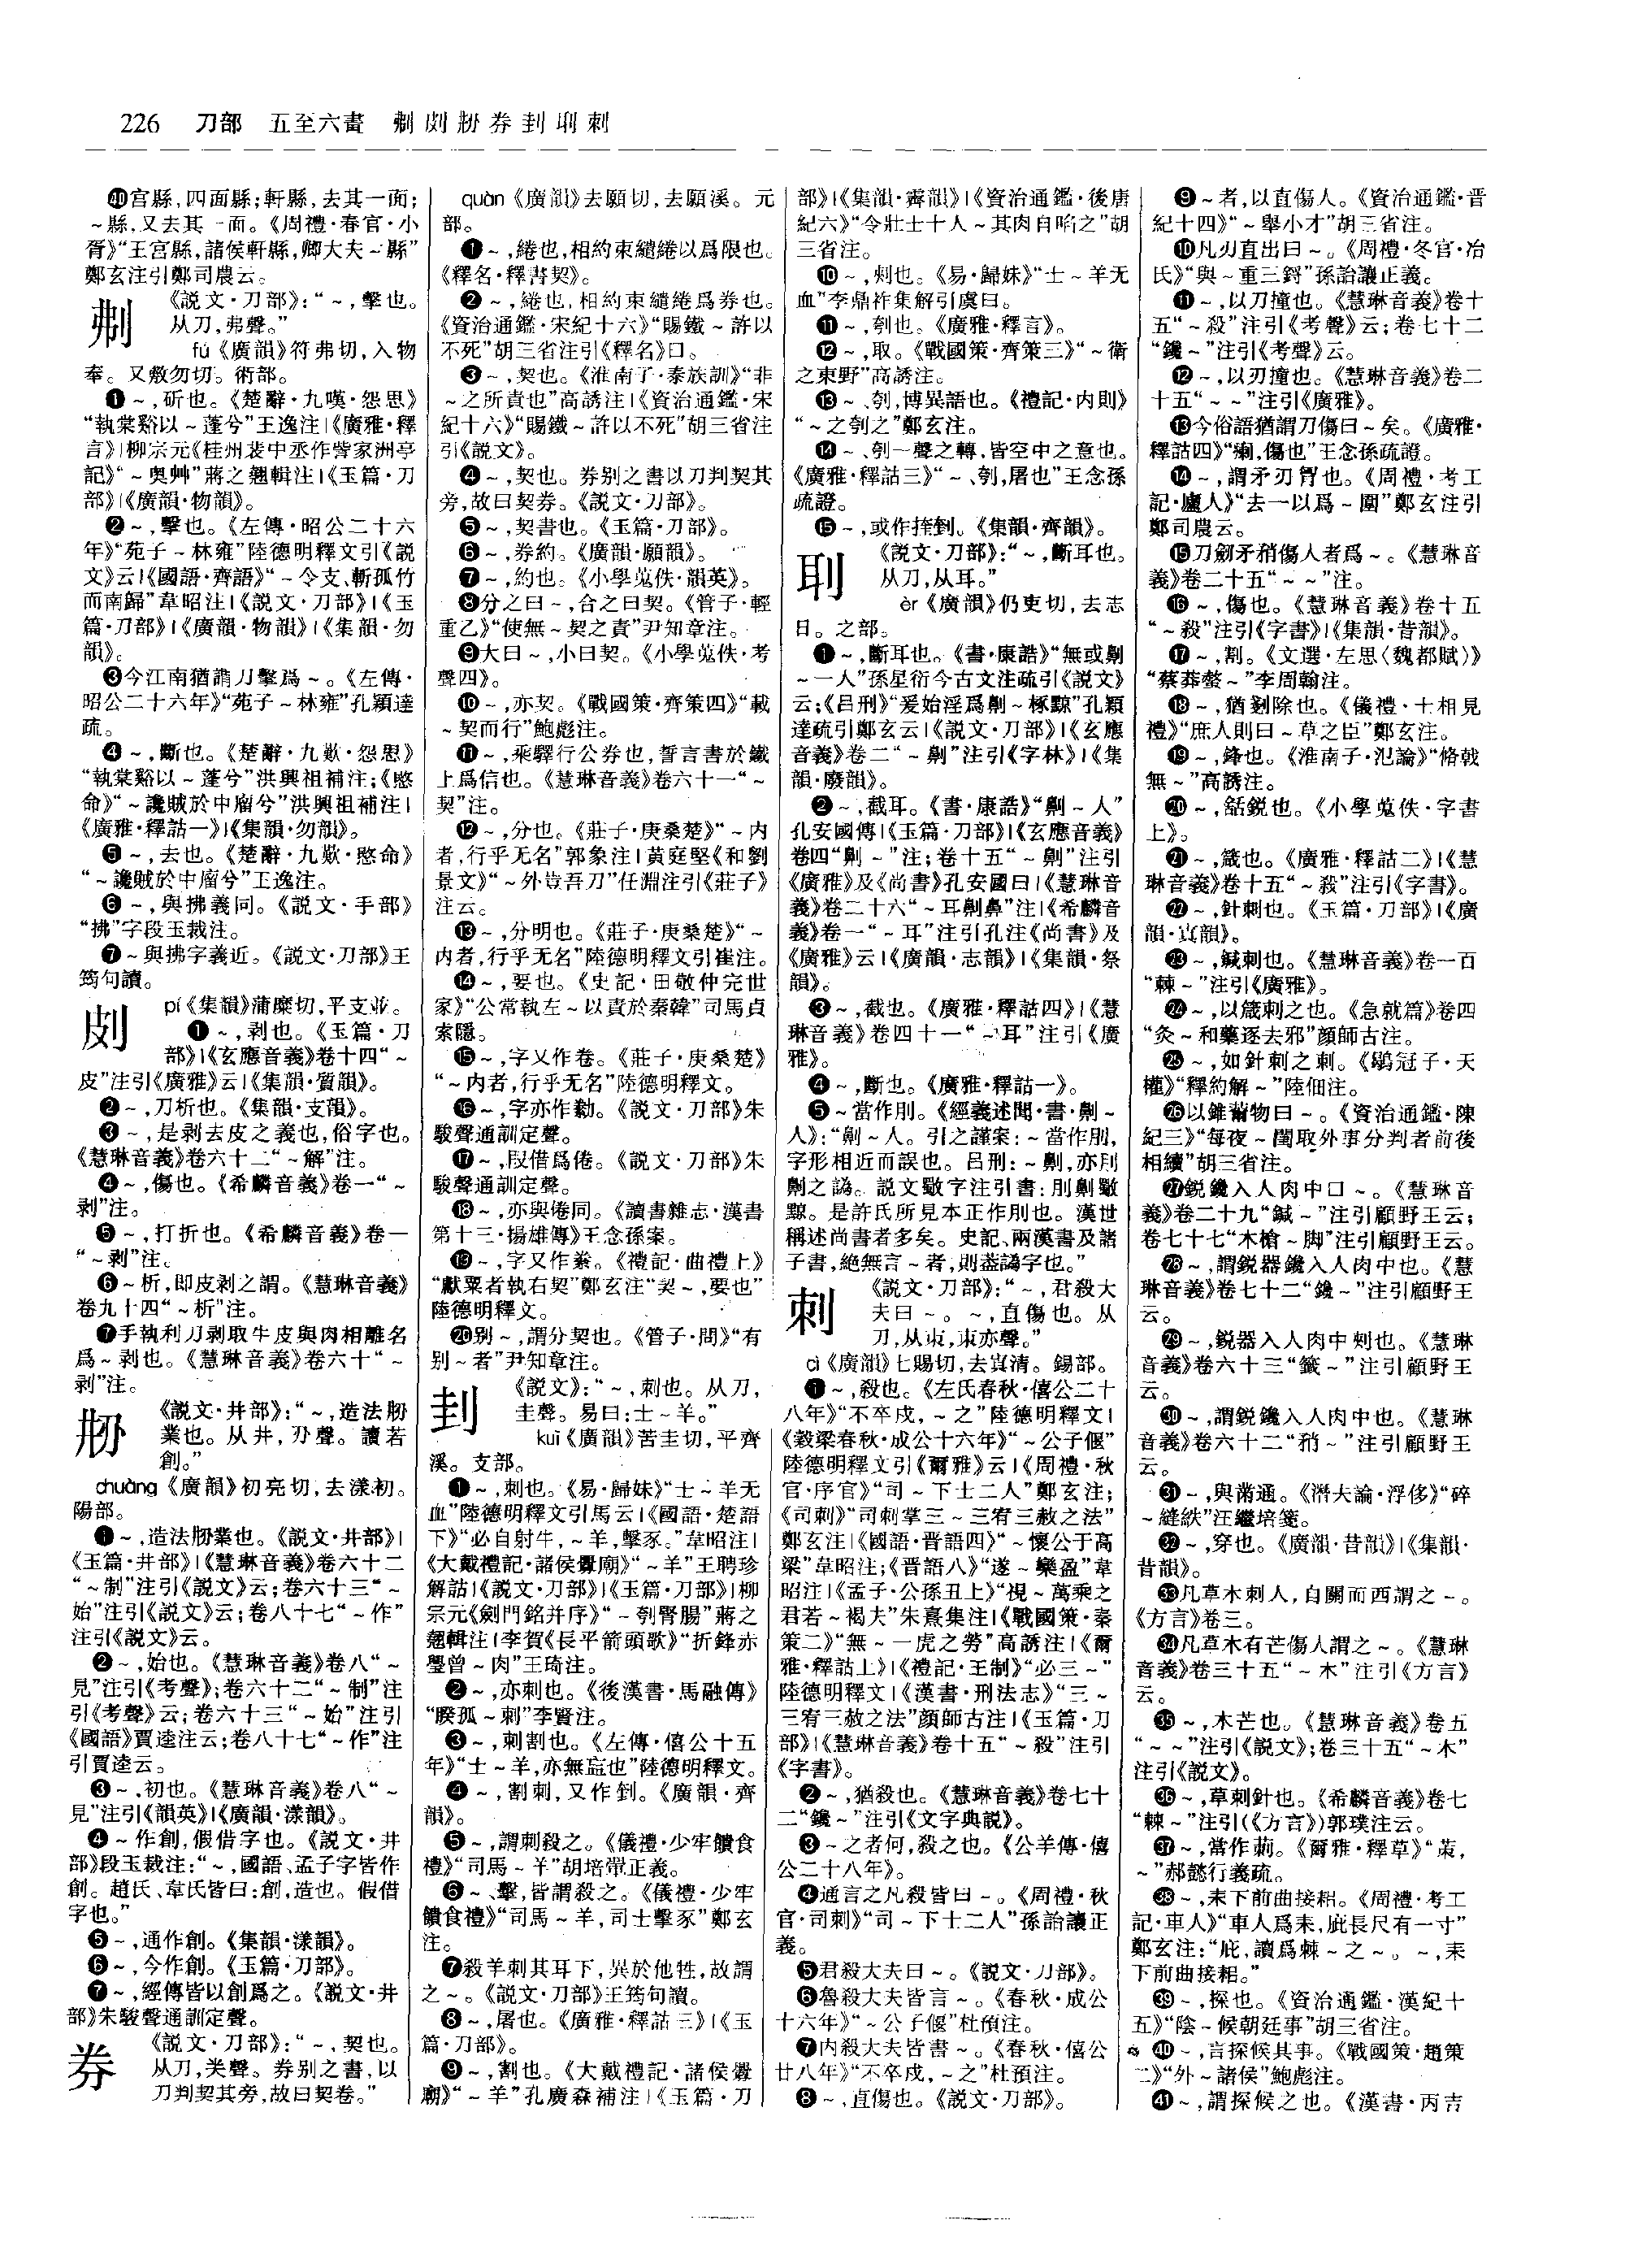 226 刀部 五至六畫 刜㓟刱券刲刵刺
㊵宫縣,四面縣;軒縣,去其一面;
~縣,又去其一面。《周禮·春官·小
胥》“王宫縣,諸侯軒縣,卿大夫~縣”
鄭玄注引鄭司農云。
刜
《説文·刀部》:“~,擊也。
从刀,弗聲。”
fú《廣韻》符弗切,入物
奉。又敷勿切。術部。
❶~,斫也。《楚辭·九嘆·怨思》
“執棠谿以~蓬兮”王逸注|《廣雅·釋
言》|柳宗元《桂州裴中丞作訾家洲亭
記》“~奥艸”蔣之翹輯注|《玉篇·刀
部》|《廣韻·物韻》。
❷~,擊也。《左傳·昭公二十六
年》“苑子~林雍”陸德明釋文引《説
文》云|《國語·齊語》“~令支、斬孤竹
而南歸”韋昭注|《説文·刀部》|《玉
篇·刀部》|《廣韻·物韻》|《集韻·勿
韻》。
❸今江南猶謂刀擊爲~。《左傳·
昭公二十六年》“苑子~林雍”孔穎達
疏。
❹~,斷也。《楚辭·九歎·怨思》
“執棠谿以~蓬兮”洪興祖補注;《愍
命》“~讒賊於中廇兮”洪興祖補注|
《廣雅·釋詁一》|《集韻·勿韻》。
❺~,去也。《楚辭·九歎·愍命》
“~讒賊於中廇兮”王逸注。
❻~,與拂義同。《説文·手部》
“拂”字段玉裁注。
❼~與拂字義近。《説文·刀部》王
筠句讀。
㓟
pí《集韻》蒲糜切,平支並。
❶~,剥也。《玉篇·刀
部》|《玄應音義》卷十四“~
皮”注引《廣雅》云|《集韻·質韻》。
❷~,刀析也。《集韻·支韻》。
❸~,是剥去皮之義也,俗字也。
《慧琳音義》卷六十二“~解”注。
❹~,傷也。《希麟音義》卷一“~
剥”注。
❺~,打折也。《希麟音義》卷一
“~剥”注。
❻~析,即皮剥之謂。《慧琳音義》
卷九十四“~析”注。
❼手執利刀剥取牛皮與肉相離名
爲~剥也。《慧琳音義》卷六十“~
剥”注。
刱
《説文·井部》:“~,造法刱
業也。从井,刅聲。讀若
創。”
chuàng《廣韻》初亮切,去漾初。
陽部。
❶~,造法刱業也。《説文·井部》|
《玉篇·井部》|《慧琳音義》卷六十二
“~制”注引《説文》云;卷六十三“~
始”注引《説文》云;卷八十七“~作”
注引《説文》云。
❷~,始也。《慧琳音義》卷八“~
見”注引《考聲》;卷六十二“~制”注
引《考聲》云;卷六十三“~始”注引
《國語》賈逵注云;卷八十七“~作”注
引賈逵云。
❸~,初也。《慧琳音義》卷八“~
見”注引《韻英》|《廣韻·漾韻》。
❹~作創,假借字也。《説文·井
部》段玉裁注:“~,國語、孟子字皆作
創。趙氏、韋氏皆曰:創,造也。假借
字也。”
❺~,通作創。《集韻·漾韻》。
❻~,今作創。《玉篇·刀部》。
❼~,經傳皆以創爲之。《説文·井
部》朱駿聲通訓定聲。
券
《説文·刀部》:“~,契也。
从刀,𢍏聲。券别之書,以
刀判契其旁,故曰契卷。”
quàn《廣韻》去願切,去願溪。元
部。
❶~,綣也,相約束繾綣以爲限也。
《釋名·釋書契》。
❷~,綣也,相約束繾綣爲券也。
《資治通鑑·宋紀十六》“賜鐵~許以
不死”胡三省注引《釋名》曰。
❸~,契也。《淮南子·泰族訓》“非
~之所責也”高誘注|《資治通鑑·宋
紀十六》“賜鐵~許以不死”胡三省注
引《説文》。
❹~,契也。券别之書以刀判契其
旁,故曰契券。《説文·刀部》。
❺~,契書也。《玉篇·刀部》。
❻~,券約。《廣韻·願韻》。
❼~,約也。《小學蒐佚·韻英》。
❽分之曰~,合之曰契。《管子·輕
重乙》“使無~契之責”尹知章注。
❾大曰~,小曰契。《小學蒐佚·考
聲四》。
❿~,亦契。《戰國策·齊策四》“載
~契而行”鮑彪注。
⓫~,乘驛行公券也,誓言書於鐵
上爲信也。《慧琳音義》卷六十一“~
契”注。
⓬~,分也。《莊子·庚桑楚》“~内
者,行乎无名”郭象注|黄庭堅《和劉
景文》“~外豈吾刀”任淵注引《莊子》
注云。
⓭~,分明也。《莊子·庚桑楚》“~
内者,行乎无名”陸德明釋文引崔注。
⓮~,要也。《史記·田敬仲完世
家》“公常執左~以責於秦韓”司馬貞
索隱。
⓯~,字又作卷。《莊子·庚桑楚》
“~内者,行乎无名”陸德明釋文。
⓰~,字亦作勬。《説文·刀部》朱
駿聲通訓定聲。
⓱~,叚借爲倦。《説文·刀部》朱
駿聲通訓定聲。
⓲~,亦與倦同。《讀書雜志·漢書
第十三·揚雄傳》王念孫案。
⓳~,字又作絭。《禮記·曲禮上》
“獻粟者執右契”鄭玄注“契~,要也”
陸德明釋文。
⓴别~,謂分契也。《管子·問》“有
别~者”尹知章注。
刲
《説文》:“~,刺也。从刀,
圭聲。易曰:士~羊。”
kuī《廣韻》苦圭切,平齊
溪。支部。
❶~,刺也。《易·歸妹》“士~羊无
血”陸德明釋文引馬云|《國語·楚語
下》“必自射牛,~羊,擊豕。”韋昭注|
《大戴禮記·諸侯釁廟》“~羊”王聘珍
解詁|《説文·刀部》|《玉篇·刀部》|柳
宗元《劍門銘并序》“~刳腎腸”蔣之
翹輯注|李賀《長平箭頭歌》“折鋒赤
璺曾~肉”王琦注。
❷~,亦刺也。《後漢書·馬融傳》
“睽孤~刺”李賢注。
❸~,刺割也。《左傳·僖公十五
年》“士~羊,亦無衁也”陸德明釋文。
❹~,割刺,又作刲。《廣韻·齊
韻》。
❺~,謂刺殺之。《儀禮·少牢饋食
禮》“司馬~羊”胡培翬正義。
❻~、擊,皆謂殺之。《儀禮·少牢
饋食禮》“司馬~羊,司士擊豕”鄭玄
注。
❼殺羊刺其耳下,異於他牲,故謂
之~。《説文·刀部》王筠句讀。
❽~,屠也。《廣雅·釋詁三》|《玉
篇·刀部》。
❾~,割也。《大戴禮記·諸侯釁
廟》“~羊”孔廣森補注|《玉篇·刀
部》|《集韻·霽韻》|《資治通鑑·後唐
紀六》“令壯士十人~其肉自啗之”胡
三省注。
❿~,刾也。《易·歸妹》“士~羊无
血”李鼎祚集解引虞曰。
⓫~,刳也。《廣雅·釋言》。
⓬~,取。《戰國策·齊策三》“~衛
之東野”高誘注。
⓭~、刳,博異語也。《禮記·内則》
“~之刳之”鄭玄注。
⓮~、刳一聲之轉,皆空中之意也。
《廣雅·釋詁三》“~、刳,屠也”王念孫
疏證。
⓯~,或作㨒剚。《集韻·齊韻》。
刵
《説文·刀部》:“~,斷耳也。
从刀,从耳。”
èr《廣韻》仍吏切,去志
日。之部。
❶~,斷耳也。《書·康誥》“無或劓
~一人”孫星衍今古文注疏引《説文》
云;《吕刑》“爰始淫爲劓~椓黥”孔穎
達疏引鄭玄云|《説文·刀部》|《玄應
音義》卷二“~劓”注引《字林》|《集
韻·廢韻》。
❷~,截耳。《書·康誥》“劓~人”
孔安國傳|《玉篇·刀部》|《玄應音義》
卷四“劓~”注;卷十五“~劓”注引
《廣雅》及《尚書》孔安國曰|《慧琳音
義》卷二十六“~耳劓鼻”注|《希麟音
義》卷一“~耳”注引孔注《尚書》及
《廣雅》云|《廣韻·志韻》|《集韻·祭
韻》。
❸~,截也。《廣雅·釋詁四》|《慧
琳音義》卷四十一“~耳”注引《廣
雅》。
❹~,斷也。《廣雅·釋詁一》。
❺~當作刖。《經義述聞·書·劓~
人》:“劓~人。引之謹案:~當作刖,
字形相近而誤也。吕刑:~劓,亦刖
劓之譌。説文斀字注引書:刖劓斀
黥。是許氏所見本正作刖也。漢世
稱述尚書者多矣。史記、兩漢書及諸
子書,絶無言~者,則葢譌字也。”
刺
《説文·刀部》:“~,君殺大
夫曰~。~,直傷也。从
刀,从朿,朿亦聲。”
cì《廣韻》七賜切,去寘清。錫部。
❶~,殺也。《左氏春秋·僖公二十
八年》“不卒戍,~之”陸德明釋文|
《穀梁春秋·成公十六年》“~公子偃”
陸德明釋文引《爾雅》云|《周禮·秋
官·序官》“司~下士二人”鄭玄注;
《司刺》“司刺掌三~三宥三赦之法”
鄭玄注|《國語·晋語四》“~懷公于高
梁”韋昭注;《晋語八》“遂~欒盈”韋
昭注|《孟子·公孫丑上》“視~萬乘之
君若~褐夫”朱熹集注|《戰國策·秦
策二》“無~一虎之勞”高誘注|《爾
雅·釋詁上》|《禮記·王制》“必三~”
陸德明釋文|《漢書·刑法志》“三~
三宥三赦之法”顔師古注|《玉篇·刀
部》|《慧琳音義》卷十五“~殺”注引
《字書》。
❷~,猶殺也。《慧琳音義》卷七十
二“鑱~”注引《文字典説》。
❸~之者何,殺之也。《公羊傳·僖
公二十八年》。
❹通言之凡殺皆曰~。《周禮·秋
官·司刺》“司~下士二人”孫詒讓正
義。
❺君殺大夫曰~。《説文·刀部》。
❻魯殺大夫皆言~。《春秋·成公
十六年》“~公子偃”杜預注。
❼内殺大夫皆書~。《春秋·僖公
廿八年》“不卒戍,~之”杜預注。
❽~,直傷也。《説文·刀部》。
❾~者,以直傷人。《資治通鑑·晋
紀十四》“~舉小才”胡三省注。
❿凡刃直出曰~。《周禮·冬官·冶
氏》“與~重三鋝”孫詒讓正義。
⓫~,以刀撞也。《慧琳音義》卷十
五“~殺”注引《考聲》云;卷七十二
“鑱~”注引《考聲》云。
⓬~,以刃撞也。《慧琳音義》卷二
十五“~~”注引《廣雅》。
⓭今俗語猶謂刀傷曰~矣。《廣雅·
釋詁四》“瘌,傷也”王念孫疏證。
⓮~,謂矛刃胷也。《周禮·考工
記·廬人》“去一以爲~圍”鄭玄注引
鄭司農云。
⓯刀劒矛矟傷人者爲~。《慧琳音
義》卷二十五“~~”注。
⓰~,傷也。《慧琳音義》卷十五
“~殺”注引《字書》|《集韻·昔韻》。
⓱~,割。《文選·左思〈魏都賦〉》
“蔡莽螫~”李周翰注。
⓲~,猶剗除也。《儀禮·士相見
禮》“庶人則曰~草之臣”鄭玄注。
⓳~,鋒也。《淮南子·氾論》“脩戟
無~”高誘注。
⓴~,銛鋭也。《小學蒐佚·字書
上》。
㉑~,箴也。《廣雅·釋詁二》|《慧
琳音義》卷十五“~殺”注引《字書》。
㉒~,針刺也。《玉篇·刀部》|《廣
韻·寘韻》。
㉓~,鍼刺也。《慧琳音義》卷一百
“棘~”注引《廣雅》。
㉔~,以箴刺之也。《急就篇》卷四
“灸~和藥逐去邪”顔師古注。
㉕~,如針刺之刺。《鶡冠子·天
權》“釋約解~”陸佃注。
㉖以錐䔲物曰~。《資治通鑑·陳
紀三》“每夜~閨取外事分判者前後
相續”胡三省注。
㉗鋭鑱入人肉中曰~。《慧琳音
義》卷二十九“鍼~”注引顧野王云;
卷七十七“木槍~脚”注引顧野王云。
㉘~,謂鋭器鑱入人肉中也。《慧
琳音義》卷七十二“鑱~”注引顧野王
云。
㉙~,鋭器入人肉中刾也。《慧琳
音義》卷六十三“籤~”注引顧野王
云。
㉚~,謂鋭鑱入人肉中也。《慧琳
音義》卷六十二“矟~”注引顧野王
云。
㉛~,與黹通。《潛夫論·浮侈》“碎
~縫紩”汪繼培箋。
㉜~,穿也。《廣韻·昔韻》|《集韻·
昔韻》。
㉝凡草木刺人,自關而西謂之~。
《方言》卷三。
㉞凡草木有芒傷人謂之~。《慧琳
音義》卷三十五“~木”注引《方言》
云。
㉟~,木芒也。《慧琳音義》卷五
“~~”注引《説文》;卷三十五“~木”
注引《説文》。
㊱~,草刺針也。《希麟音義》卷七
“棘~”注引(《方言》)郭璞注云。
㊲~,當作莿。《爾雅·釋草》“茦,
~”郝懿行義疏。
㊳~,耒下前曲接耜。《周禮·考工
記·車人》“車人爲耒,庛長尺有一寸”
鄭玄注:“庛,讀爲棘~之~。~,耒
下前曲接耜。”
㊴~,探也。《資治通鑑·漢紀十
五》“陰~候朝廷事”胡三省注。
㊵~,言探候其事。《戰國策·趙策
二》“外~諸侯”鮑彪注。
㊶~,謂探候之也。《漢書·丙吉